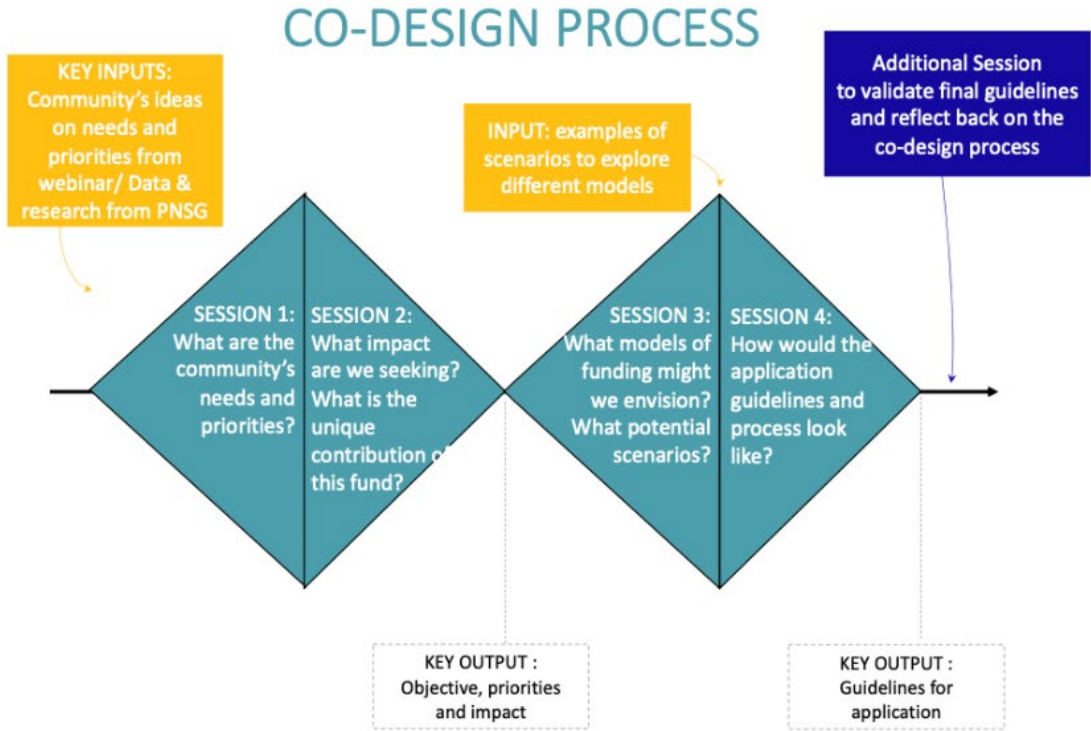 CO-DESIGN PROCESS
KEY INPUTS:
Community's ideas
on needs and
priorities from
webinar/ Data &
research from PNSG
INPUT: examples of
scenarios to explore
different models
Additional Session
to validate final guidelines
and reflect back on the
co-design process
SESSION 1:
What are the
community's
needs and
priorities?
SESSION 2:
What impact
are we seeking?
What is the
unique
contribution of
this fund?
SESSION 3:
What models of
funding might
we envision?
What potential
scenarios?
SESSION 4:
How would the
application
guidelines and
process look
like?
KEY OUTPUT :
Objective, priorities
and impact
KEY OUTPUT :
Guidelines for
application